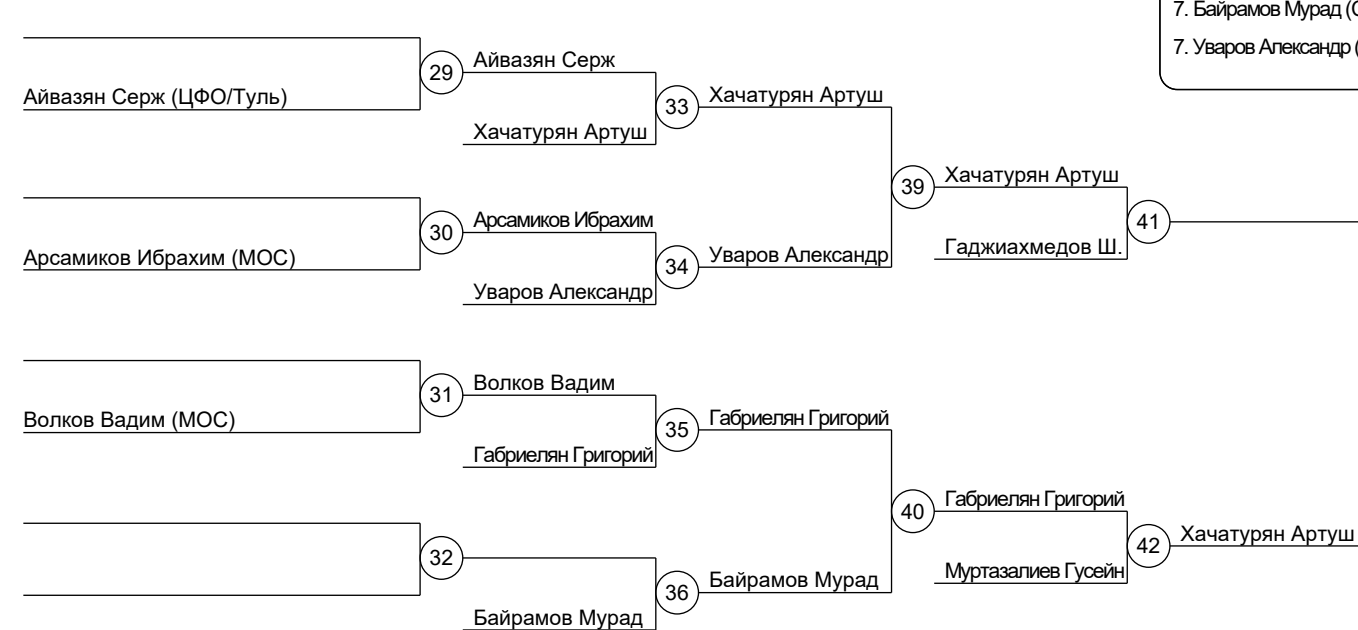 7. Байрамов Мурад (
7. Уваров Александр (
Айвазян Серж (ЦФО/Туль)
29
Айвазян Серж
Хачатурян Артуш
33
Хачатурян Артуш
Арсамиков Ибрахим (МОС)
30
Арсамиков Ибрахим
Уваров Александр
34
Уваров Александр
39
Хачатурян Артуш
Гаджиахмедов Ш.
41
Волков Вадим (МОС)
31
Волков Вадим
Габриелян Григорий
35
Габриелян Григорий
32
Байрамов Мурад
36
Байрамов Мурад
40
Габриелян Григорий
Муртазалиев Гусейн
42
Хачатурян Артуш